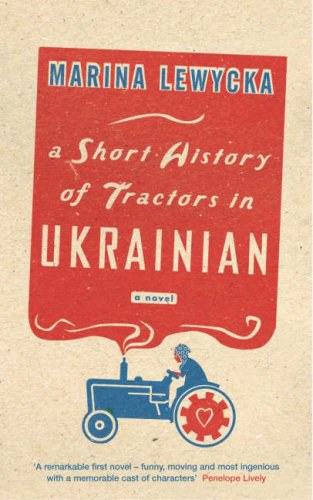 MARINA LEWYCKA
a Short History
of Tractors in
UKRAINIAN
a novel
'A remarkable first novel – funny, moving and most ingenious
with a memorable cast of characters' Penelope Lively